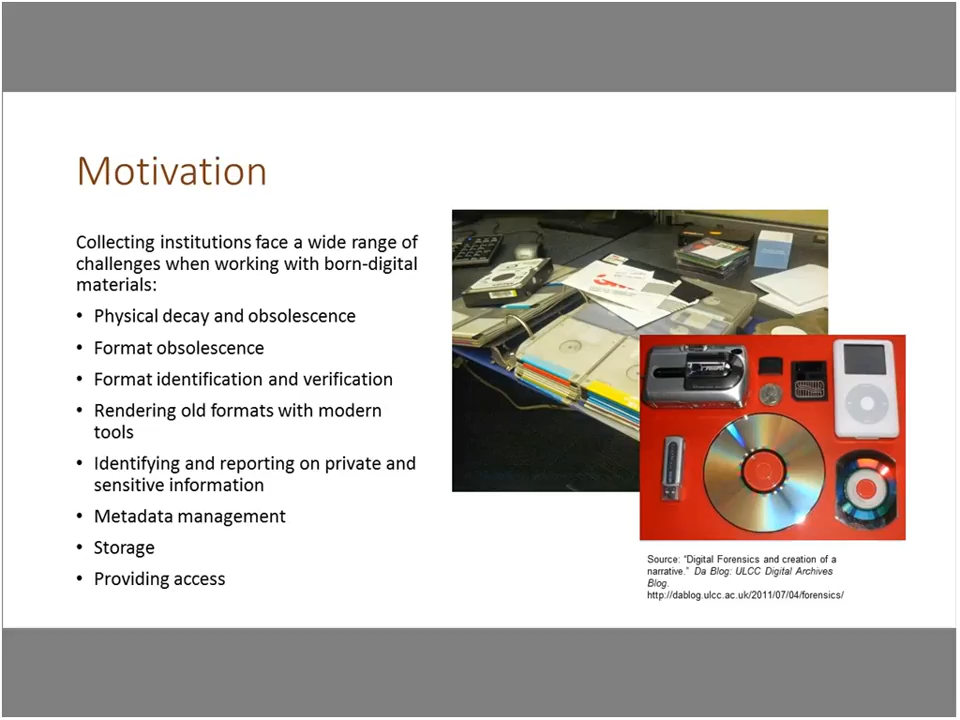 Motivation
Collecting institutions face a wide range of
challenges when working with born-digital
materials:
• Physical decay and obsolescence
• Format obsolescence
• Format identification and verification
• Rendering old formats with modern
tools
• Identifying and reporting on private and
sensitive information
• Metadata management
• Storage
• Providing access
Source: “Digital Forensics and creation of a
narrative.” Da Blog: ULCC Digital Archives
Blog.
http://dablog.ulcc.ac.uk/2011/07/04/forensics/